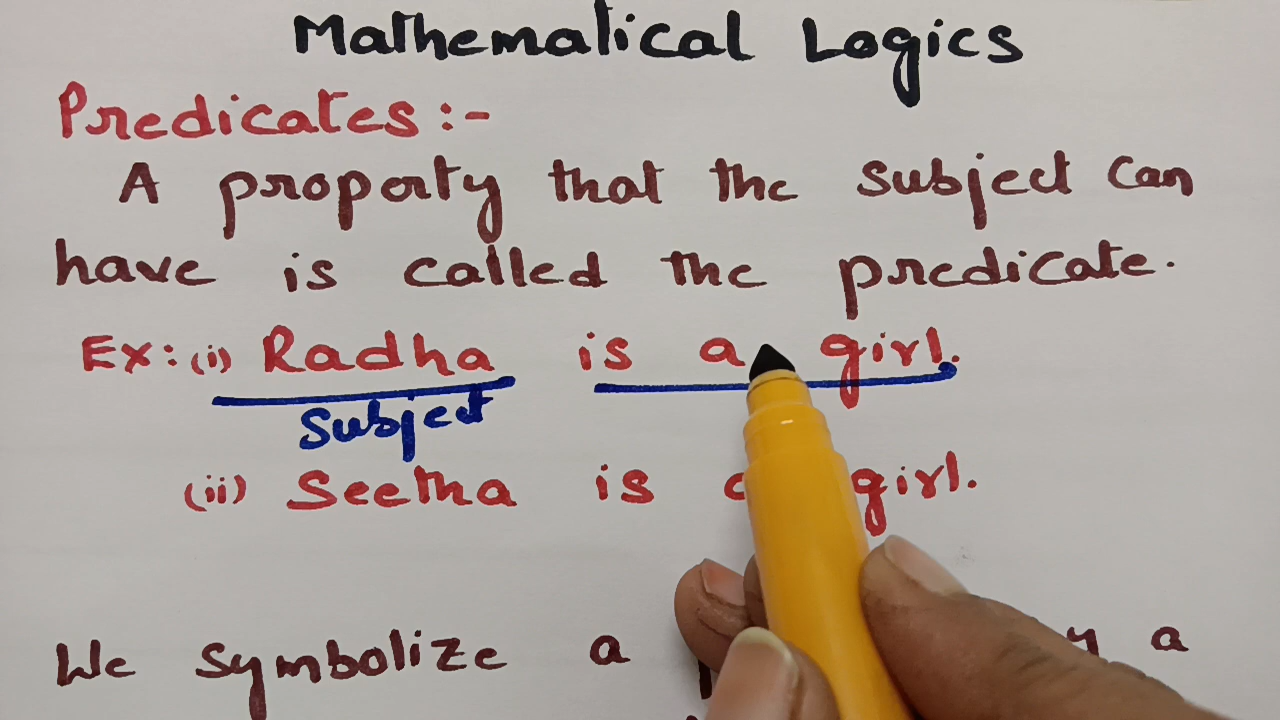 Mathematical Logics
Predicates:-
A property that the subject can
have is called the predicate.
Ex: (i) Radha is a girl.
Subject
(ii) Seetha is girl.
We symbolize a a